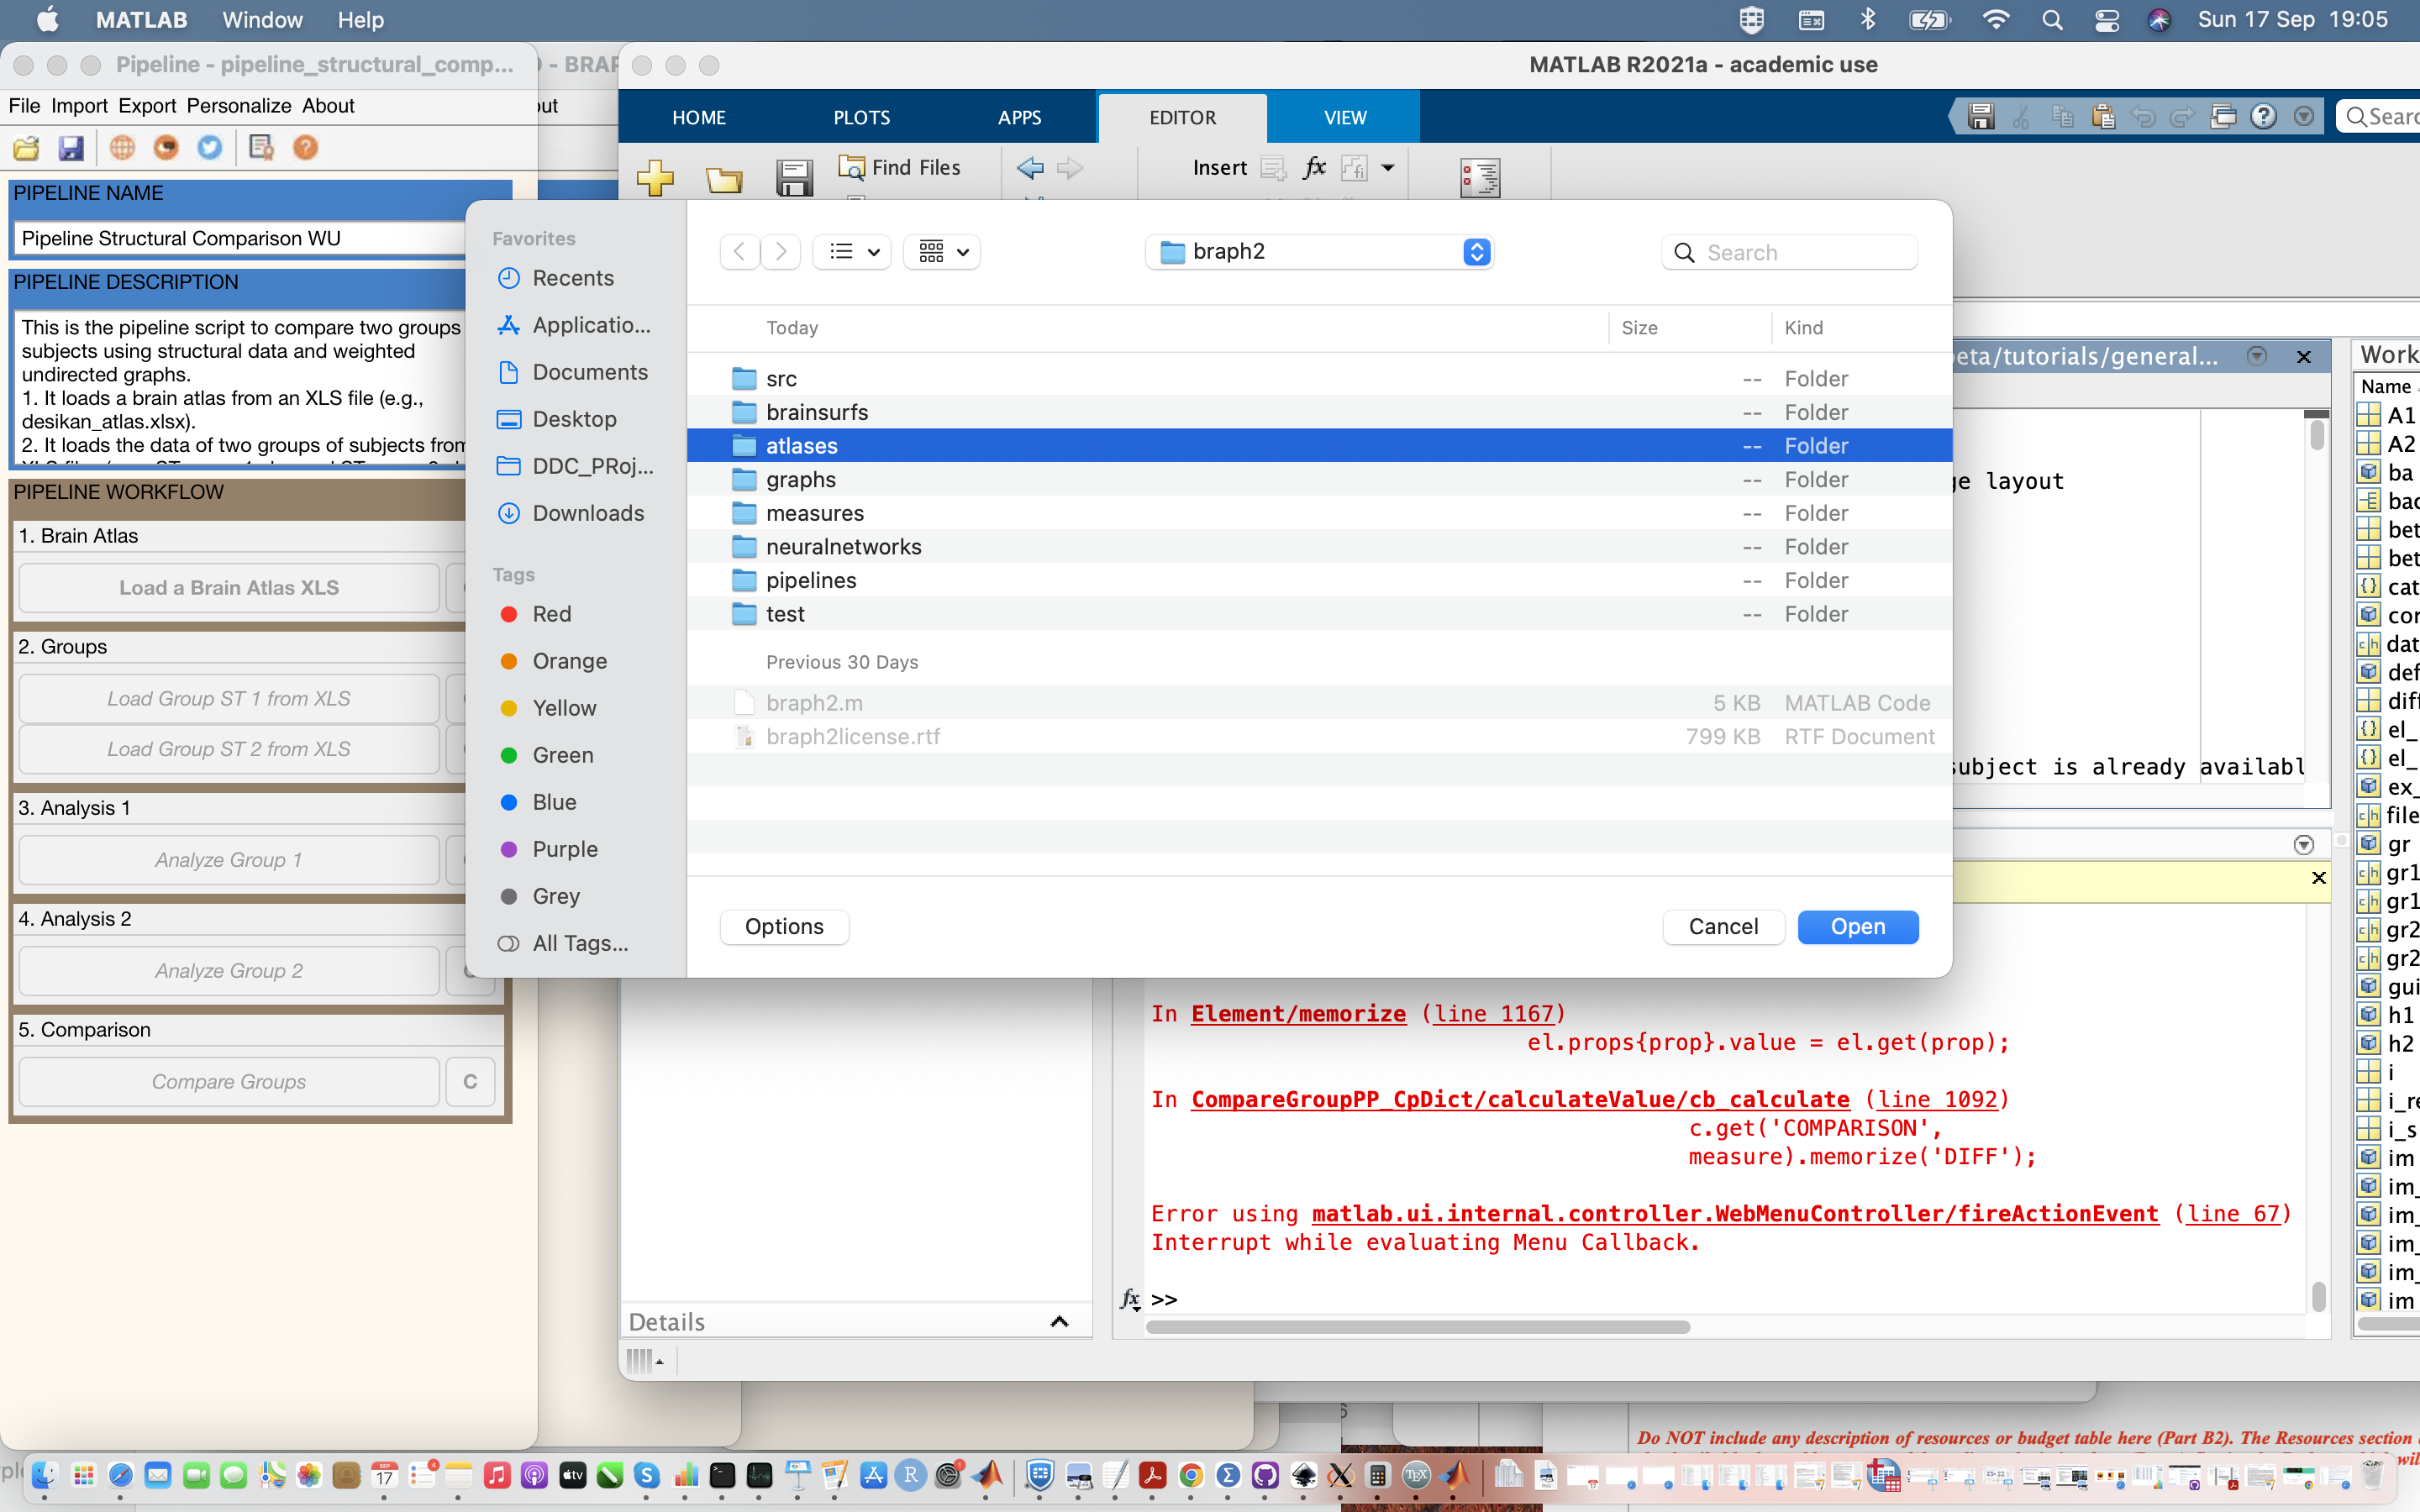 MATLAB Window Help
Sun 17 Sep 19:05
Pipeline - pipeline_structural_comp...
- BRAP
File Import Export Personalize About
out
PIPELINE NAME
Pipeline Structural Comparison WU
PIPELINE DESCRIPTION
This is the pipeline script to compare two groups
subjects using structural data and weighted
undirected graphs.
1. It loads a brain atlas from an XLS file (e.g.,
desikan_atlas.xlsx).
2. It loads the data of two groups of subjects from
PIPELINE WORKFLOW
1. Brain Atlas
Load a Brain Atlas XLS
2. Groups
Load Group ST 1 from XLS
Load Group ST 2 from XLS
3. Analysis 1
Analyze Group 1
4. Analysis 2
Analyze Group 2
C
5. Comparison
Compare Groups
C
MATLAB R2021a - academic use
HOME PLOTS APPS EDITOR VIEW
Searc
Find Files
Insert fx
Favorites
Recents
Applicatio...
Documents
Desktop
DDC_PRoj...
Downloads
Tags
Red
Orange
Yellow
Green
Blue
Purple
Grey
All Tags...
braph2
Search
Today Size Kind
src -- Folder
brainsurfs -- Folder
atlases -- Folder
graphs -- Folder
measures -- Folder
neuralnetworks -- Folder
pipelines -- Folder
test -- Folder
Previous 30 Days
braph2.m 5 KB MATLAB Code
braph2license.rtf 799 KB RTF Document
Options
Cancel
Open
eta/tutorials/general...
ge layout
subject is already availabl
Work
Name
A1
A2
ba
bac
bet
bet
cat
cor
dat
def
diff
el_
el_
ex_
file
gr
gr1
gr1
gr2
gr2
gui
h1
h2
i
i_re
i_s
im
im_
im_
im_
im_
im
In Element/memorize (line 1167)
el.props{prop}.value = el.get(prop);
In CompareGroupPP_CpDict/calculateValue/cb_calculate (line 1092)
c.get('COMPARISON',
measure).memorize('DIFF');
Error using matlab.ui.internal.controller.WebMenuController/fireActionEvent (line 67)
Interrupt while evaluating Menu Callback.
fx >>
Details
Do NOT include any description of resources or budget table here (Part B2). The Resources section